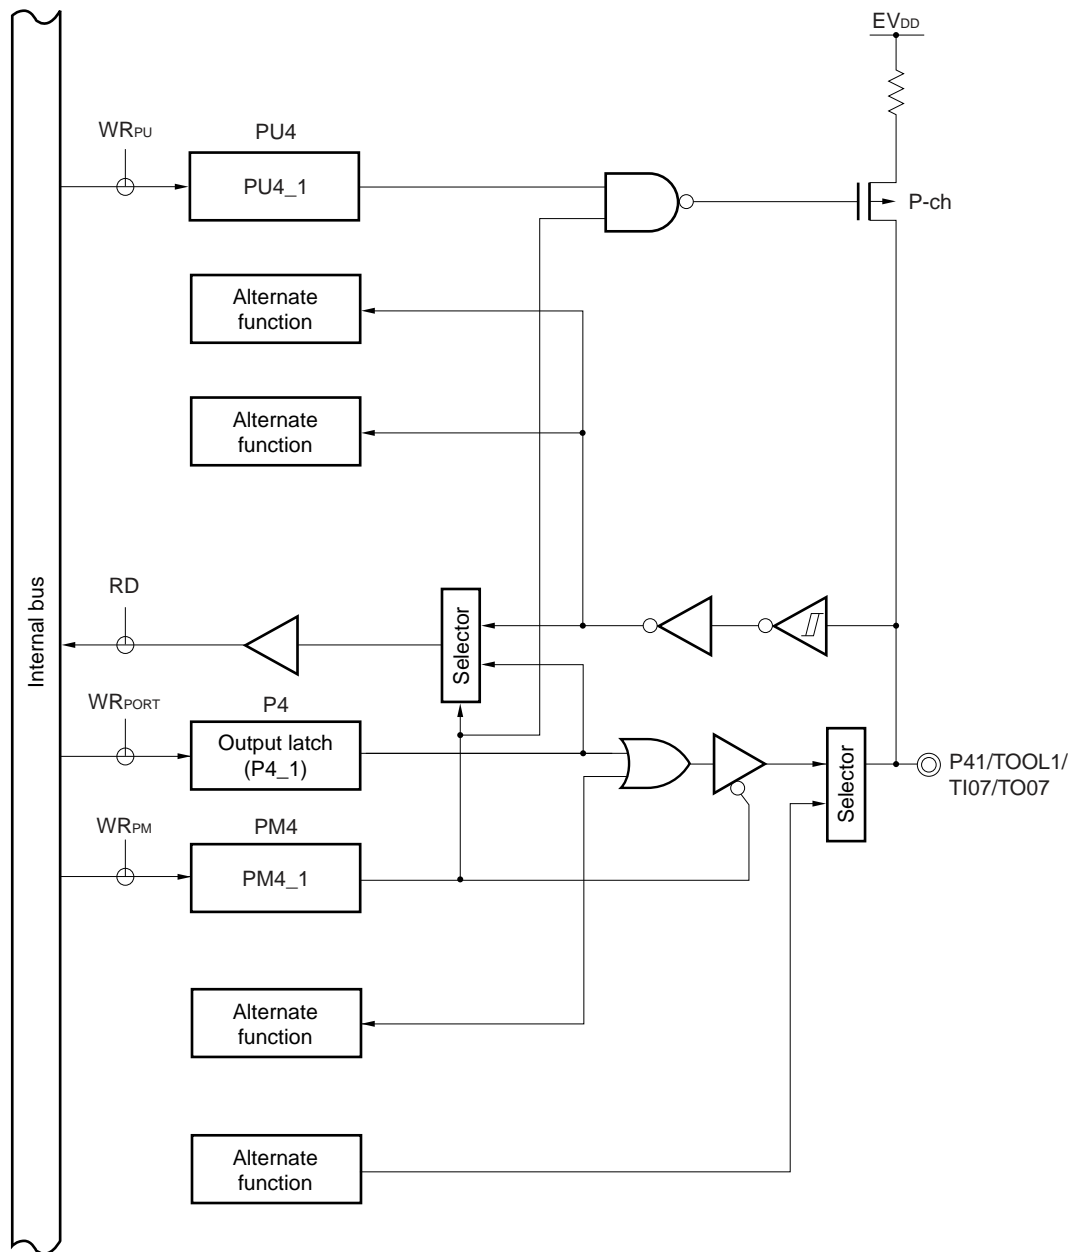 EVDD
WRPU
PU4
PU4_1
P-ch
Alternate
function
Alternate
function
Internal bus
RD
Selector
WRPORT
P4
Output latch
(P4_1)
Selector
P41/TOOL1/
TI07/TO07
WRPM
PM4
PM4_1
Alternate
function
Alternate
function